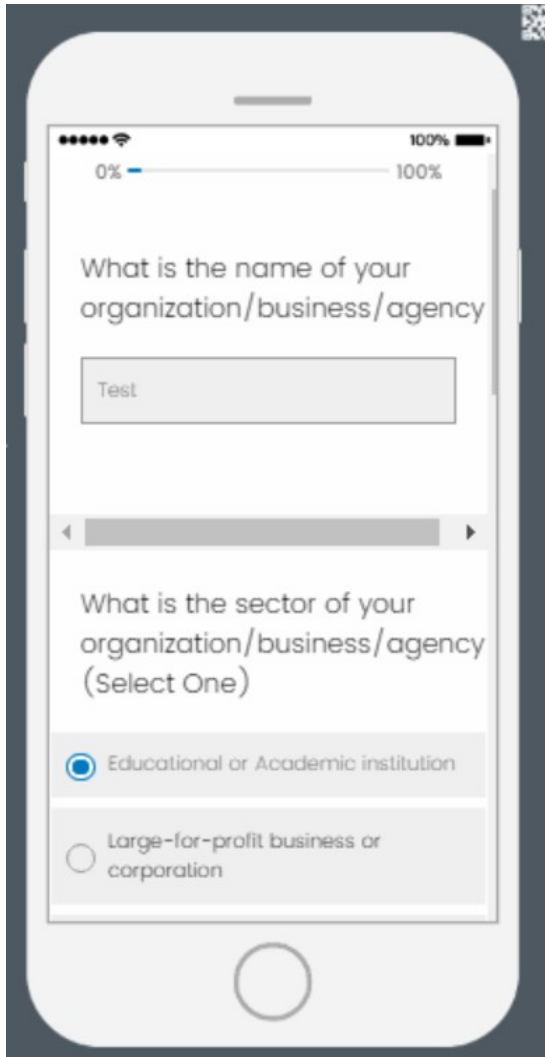 100%
0%
100%
What is the name of your
organization/business/agency
Test
What is the sector of your
organization/business/agency
(Select One)
Educational or Academic institution
Large-for-profit business or
corporation